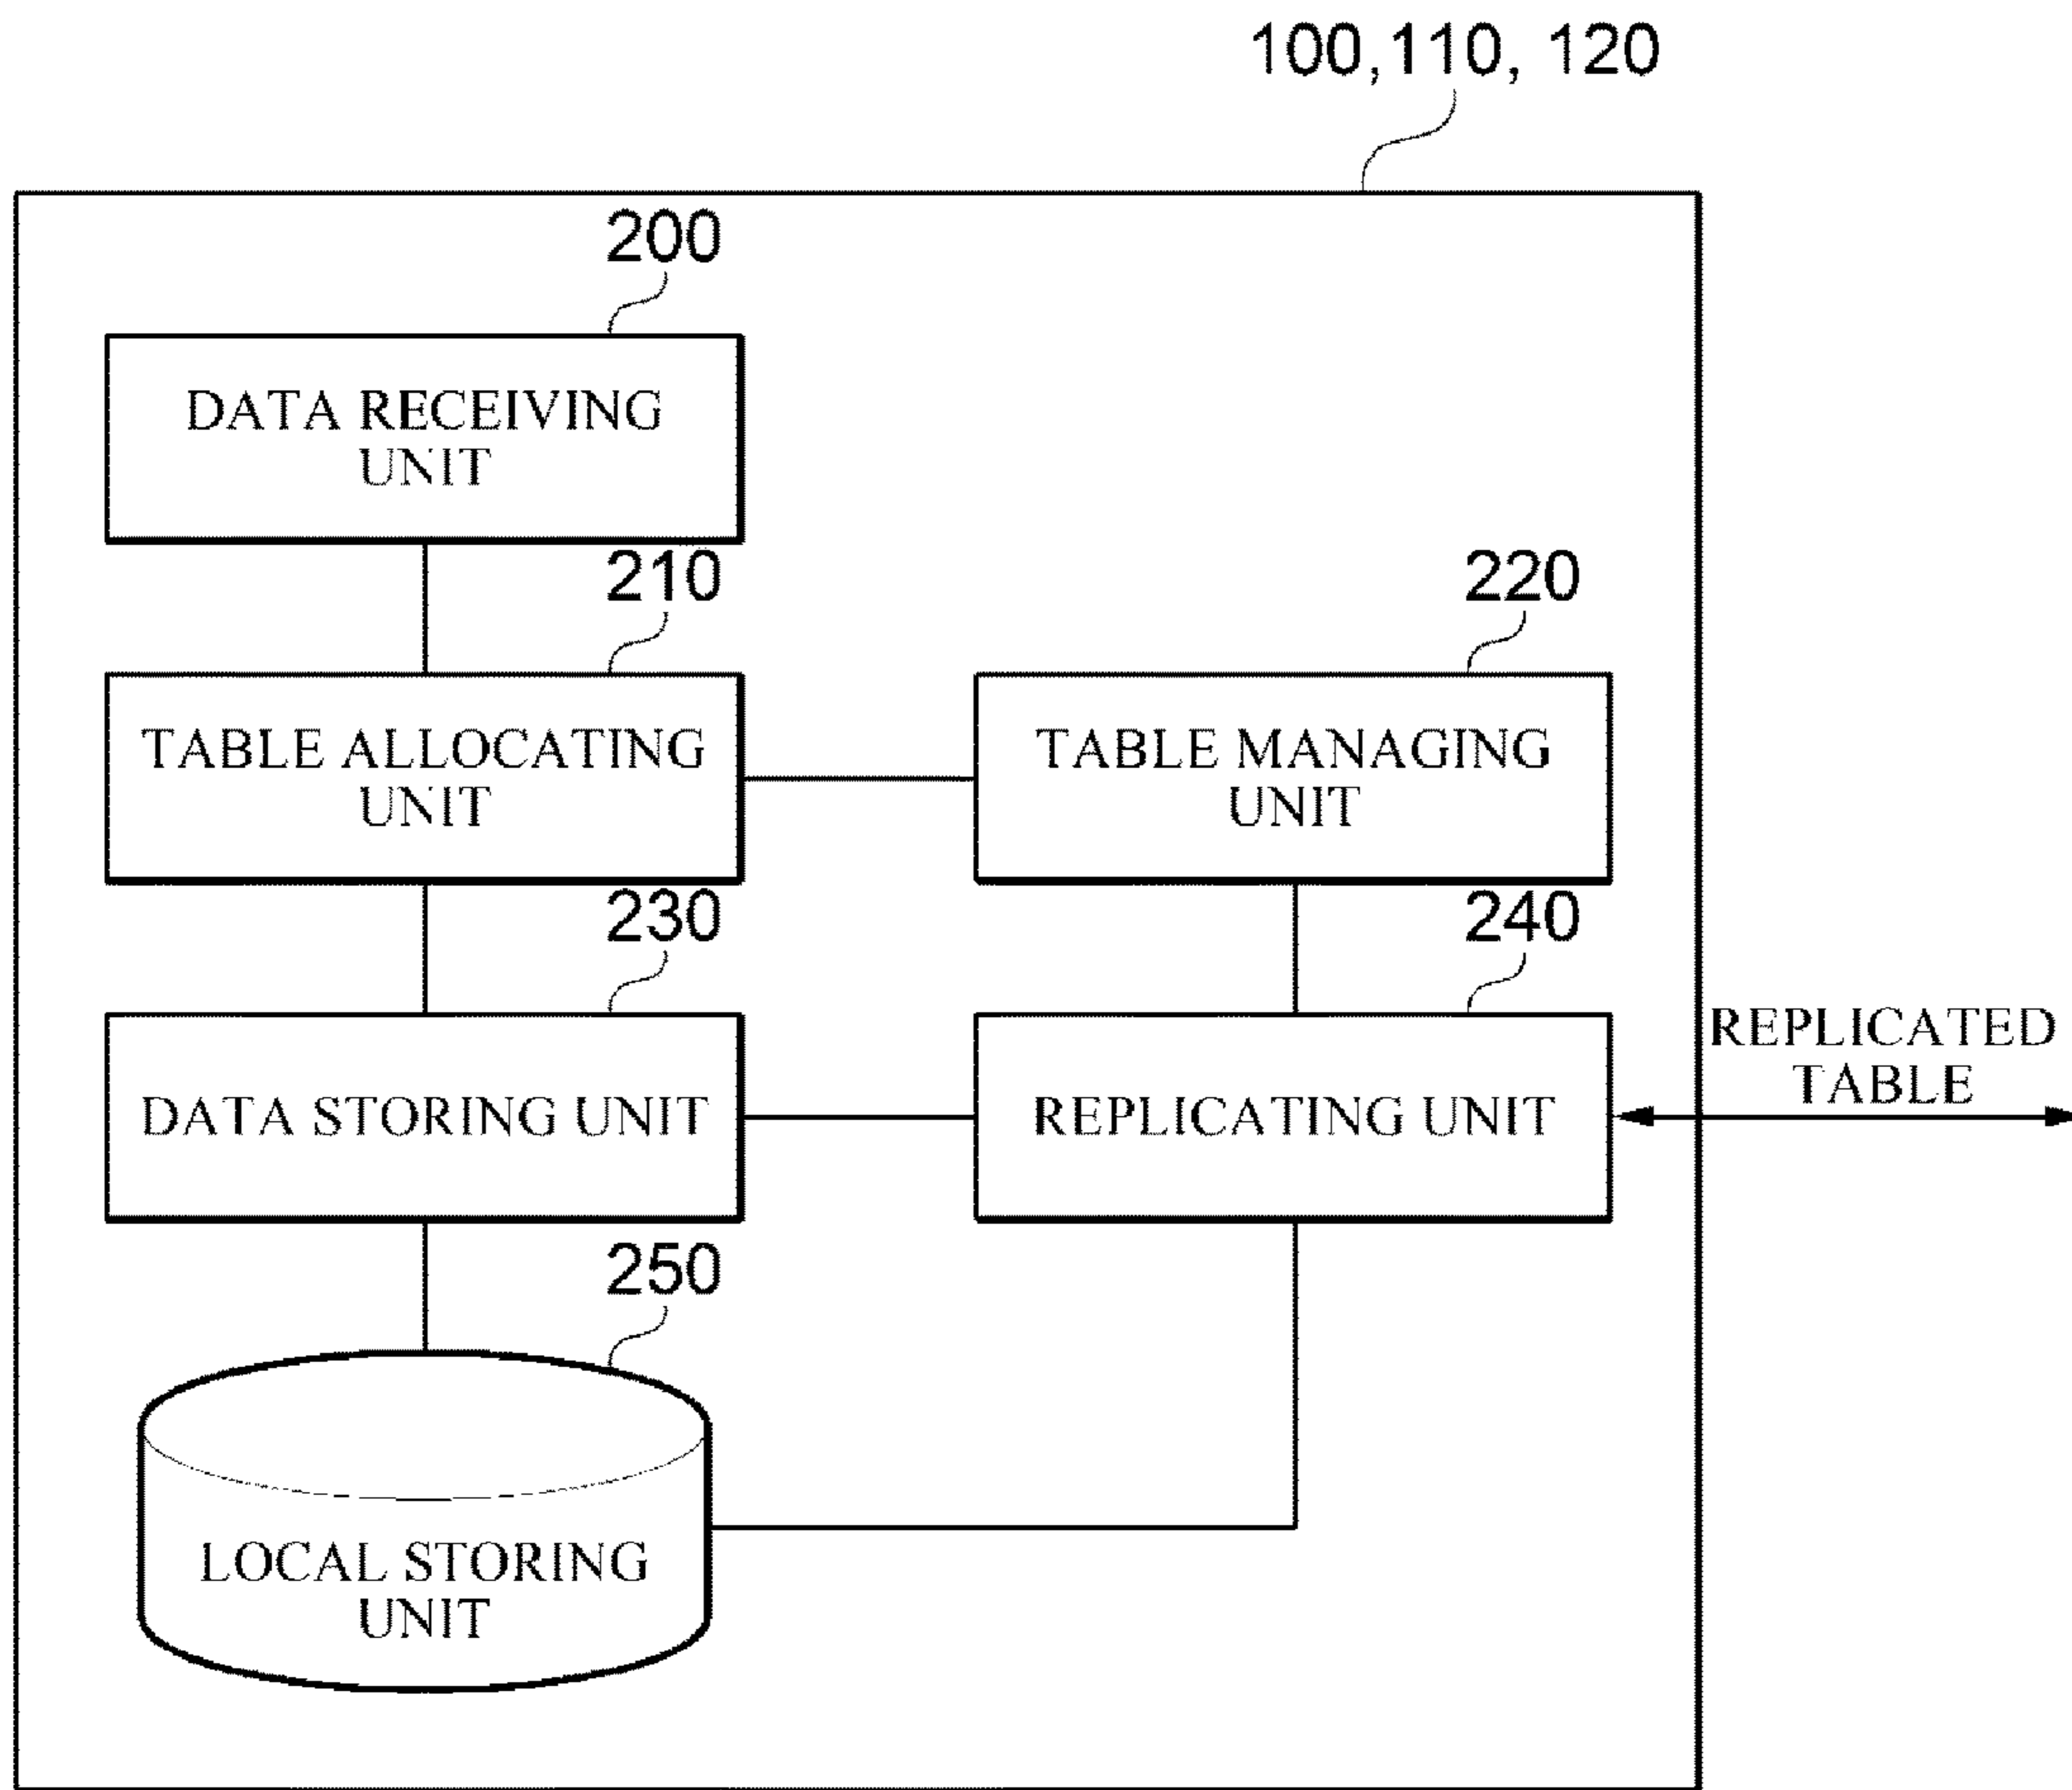 100,110, 120
200
DATA RECEIVING
UNIT
210
220
TABLE ALLOCATING
UNIT
TABLE MANAGING
UNIT
230
240
DATA STORING UNIT
REPLICATING UNIT
REPLICATED
TABLE
250
LOCAL STORING
UNIT